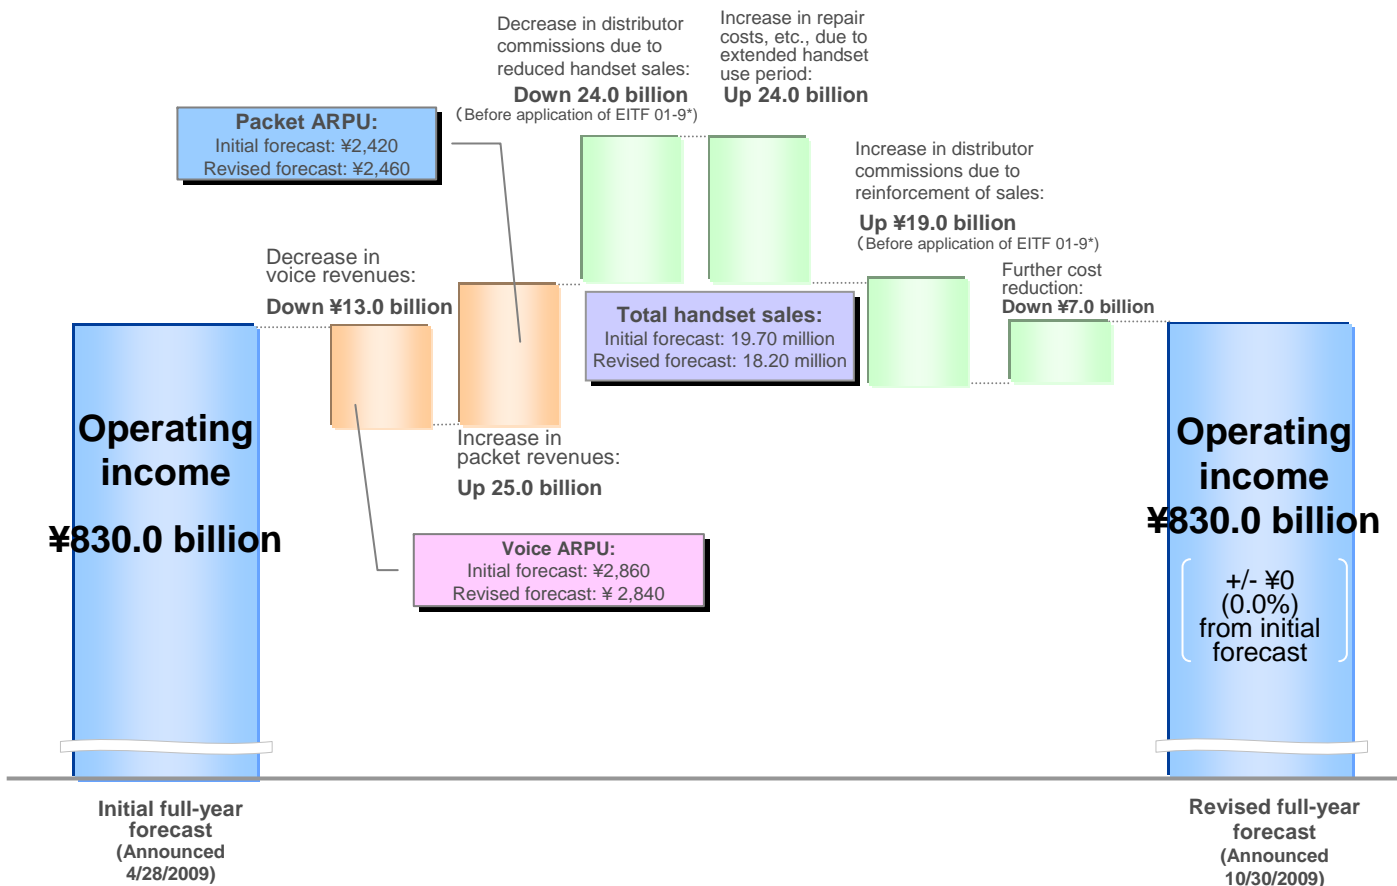 Decrease in distributor
commissions due to
reduced handset sales:
Down 24.0 billion
(Before application of EITF 01-9*)
Increase in repair
costs, etc., due to
extended handset
use period:
Up 24.0 billion
Packet ARPU:
Initial forecast: ¥2,420
Revised forecast: ¥2,460
Increase in distributor
commissions due to
reinforcement of sales:
Up ¥19.0 billion
(Before application of EITF 01-9*)
Decrease in
voice revenues:
Down ¥13.0 billion
Further cost
reduction:
Down ¥7.0 billion
Total handset sales:
Initial forecast: 19.70 million
Revised forecast: 18.20 million
Operating
income
¥830.0 billion
Increase in
packet revenues:
Up 25.0 billion
Voice ARPU:
Initial forecast: ¥2,860
Revised forecast: ¥ 2,840
Operating
income
¥830.0 billion
+/- ¥0
(0.0%)
from initial
forecast
Initial full-year
forecast
(Announced
4/28/2009)
Revised full-year
forecast
(Announced
10/30/2009)